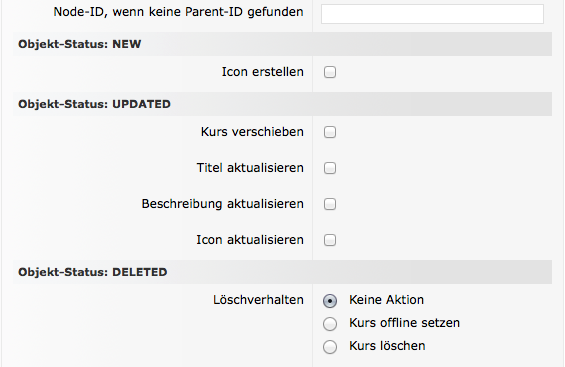 Node-ID, wenn keine Parent-ID gefunden
Objekt-Status: NEW
Icon erstellen
Objekt-Status: UPDATED
Kurs verschieben
Titel aktualisieren
Beschreibung aktualisieren
Icon aktualisieren
Objekt-Status: DELETED
Löschverhalten Keine Aktion
Kurs offline setzen
Kurs löschen